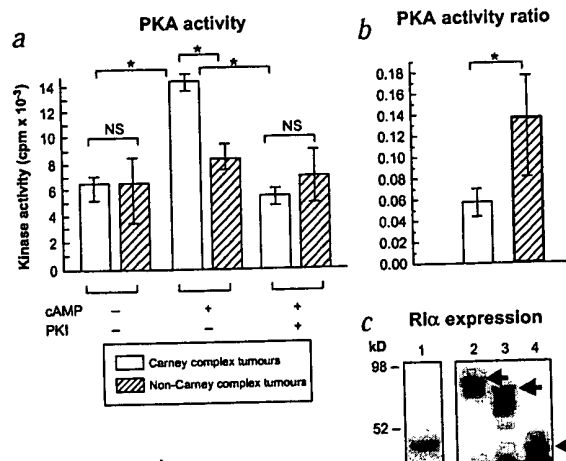 a
PKA activity
Kinase activity (cpm x 10⁻³)
14
12
10
8
6
4
2
0
NS
*
*
*
NS
cAMP – + +
PKI – – +
Carney complex tumours
Non-Carney complex tumours
b
PKA activity ratio
0.18
0.16
0.14
0.12
0.10
0.08
0.06
0.04
0.02
0.00
*
c
RIα expression
kD 1 2 3 4
98
52